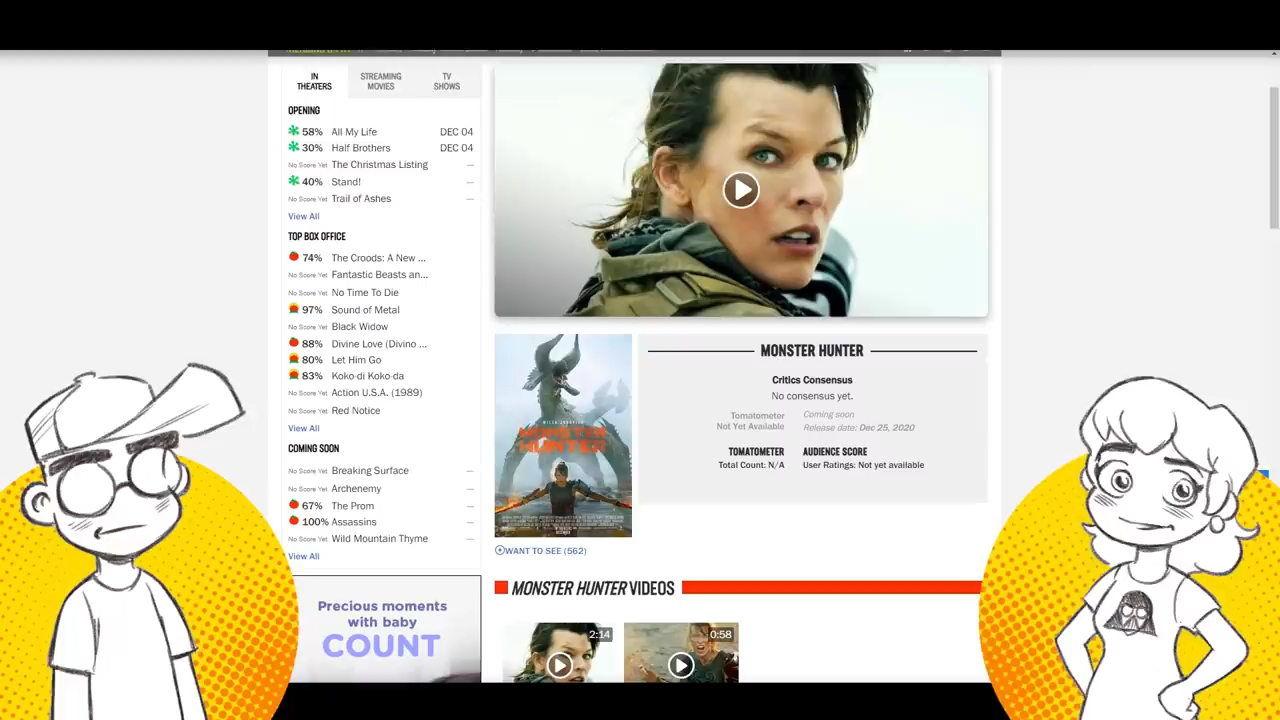 IN
THEATERS
STREAMING
MOVIES
TV
SHOWS
OPENING
58% All My Life DEC 04
30% Half Brothers DEC 04
No Score Yet The Christmas Listing --
40% Stand! --
No Score Yet Trail of Ashes --
View All
TOP BOX OFFICE
74% The Croods: A New ...
No Score Yet Fantastic Beasts an...
No Score Yet No Time To Die
97% Sound of Metal
No Score Yet Black Widow
88% Divine Love (Divino ...
80% Let Him Go
83% Koko-di Koko-da
No Score Yet Action U.S.A. (1989)
No Score Yet Red Notice
View All
COMING SOON
No Score Yet Breaking Surface --
No Score Yet Archenemy --
67% The Prom --
100% Assassins --
No Score Yet Wild Mountain Thyme --
View All
Precious moments
with baby
COUNT
MILLA JOVOVICH
MONSTER
HUNTER
WANT TO SEE (562)
MONSTER HUNTER
Critics Consensus
No consensus yet.
Tomatometer
Not Yet Available
Coming soon
Release date: Dec 25, 2020
TOMATOMETER
Total Count: N/A
AUDIENCE SCORE
User Ratings: Not yet available
MONSTER HUNTER VIDEOS
2:14
0:58